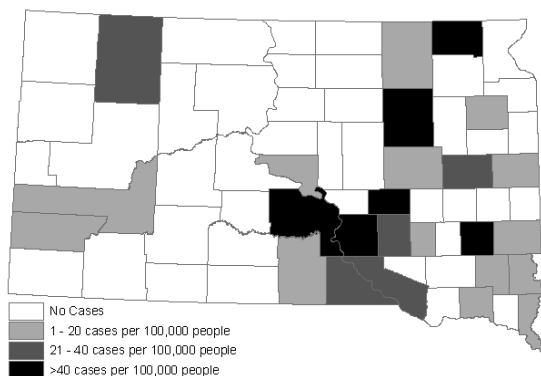 No Cases
1 - 20 cases per 100,000 people
21 - 40 cases per 100,000 people
>40 cases per 100,000 people